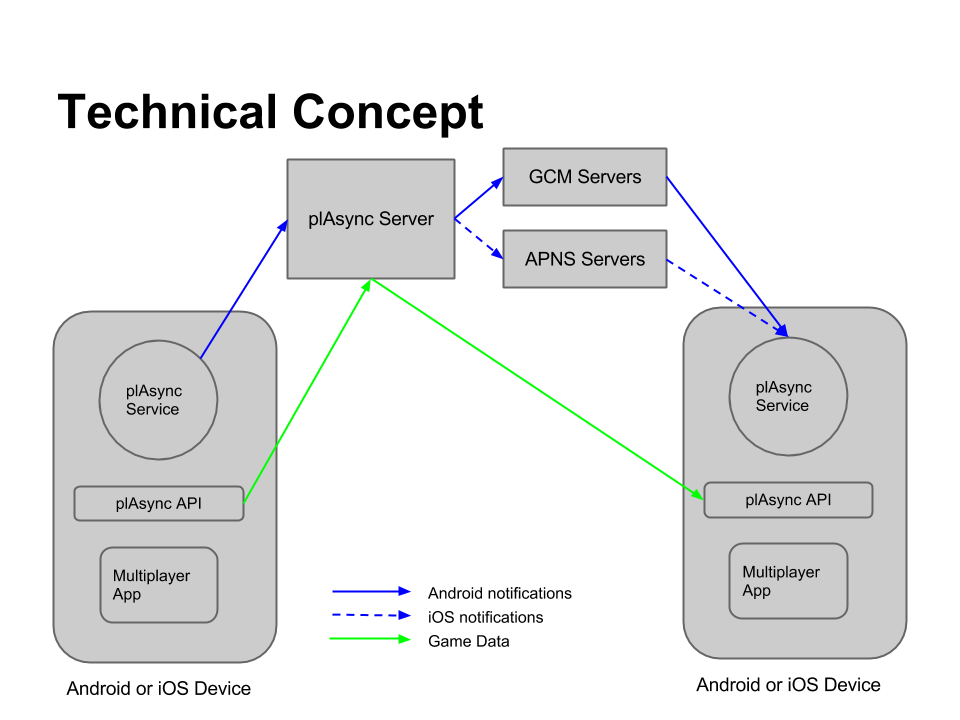 Technical Concept
GCM Servers
plAsync Server
APNS Servers
plAsync
Service
plAsync API
Multiplayer
App
Android or iOS Device
plAsync
Service
plAsync API
Multiplayer
App
Android or iOS Device
Android notifications
iOS notifications
Game Data